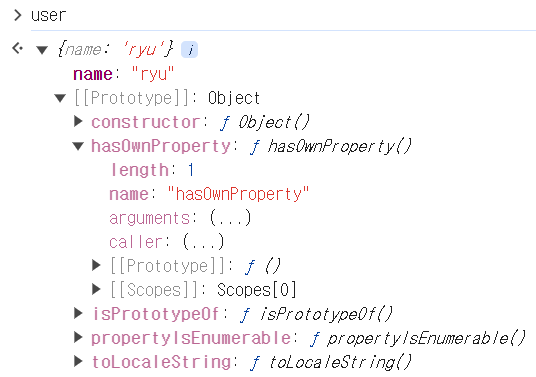 > user
<· ▼ {name: 'ryu'} i
name: "ryu"
▼ [[Prototype]]: Object
▶ constructor: ƒ Object()
▼ hasOwnProperty: ƒ hasOwnProperty()
length: 1
name: "hasOwnProperty"
arguments: (...)
caller: (...)
▶ [[Prototype]]: ƒ ()
▶ [[Scopes]]: Scopes[0]
▶ isPrototypeOf: ƒ isPrototypeOf()
▶ propertyIsEnumerable: ƒ propertyIsEnumerable()
▶ toLocaleString: ƒ toLocaleString()